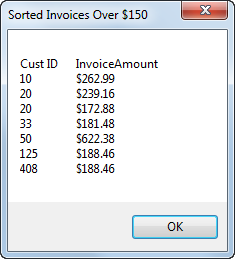 Sorted Invoices Over $150
Cust ID InvoiceAmount
10 $262.99
20 $239.16
20 $172.88
33 $181.48
50 $622.38
125 $188.46
408 $188.46
OK